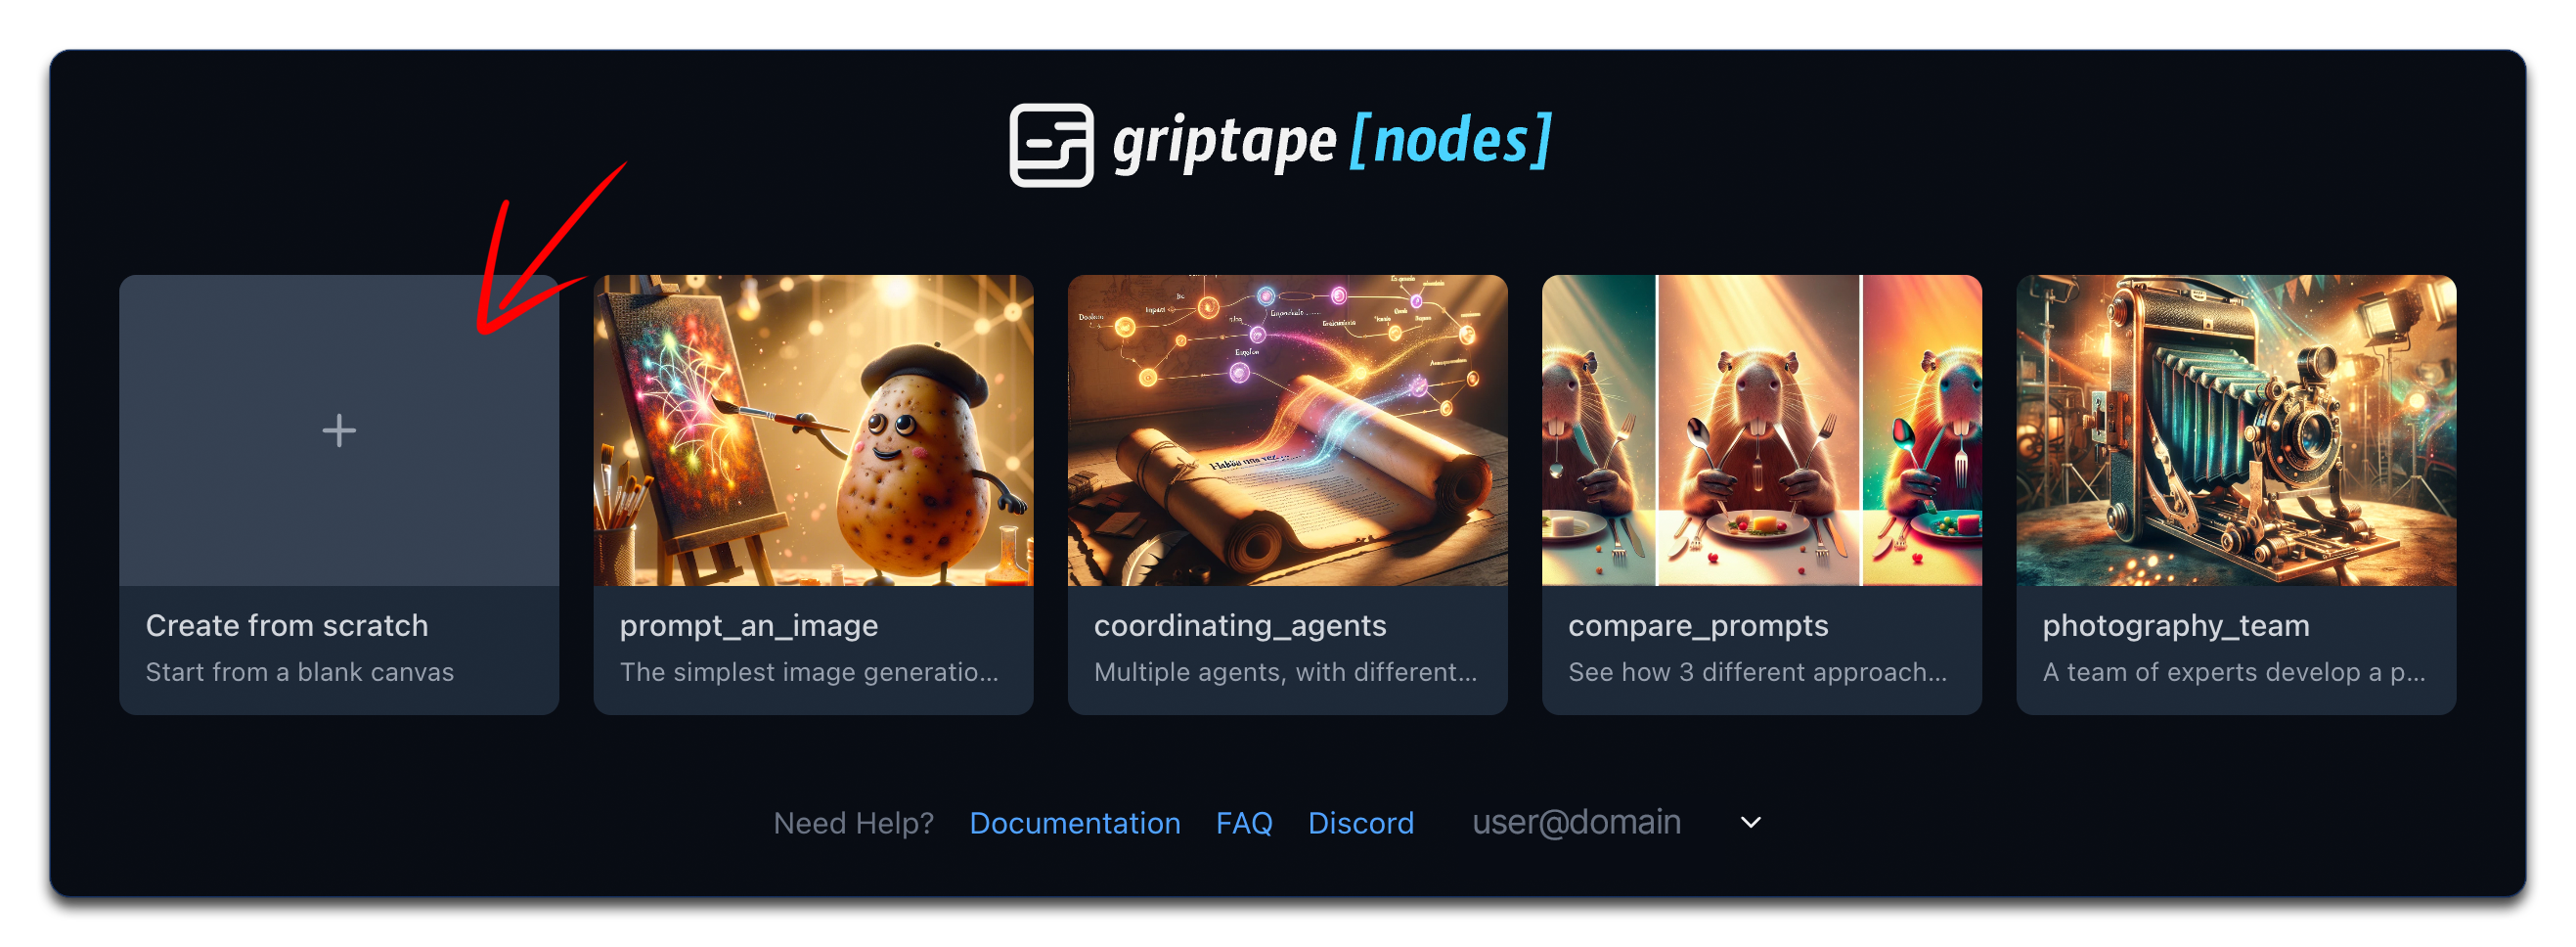 griptape [nodes]
Create from scratch
Start from a blank canvas
prompt_an_image
The simplest image generatio...
coordinating_agents
Multiple agents, with different...
compare_prompts
See how 3 different approach...
photography_team
A team of experts develop a p...
Need Help? Documentation FAQ Discord user@domain